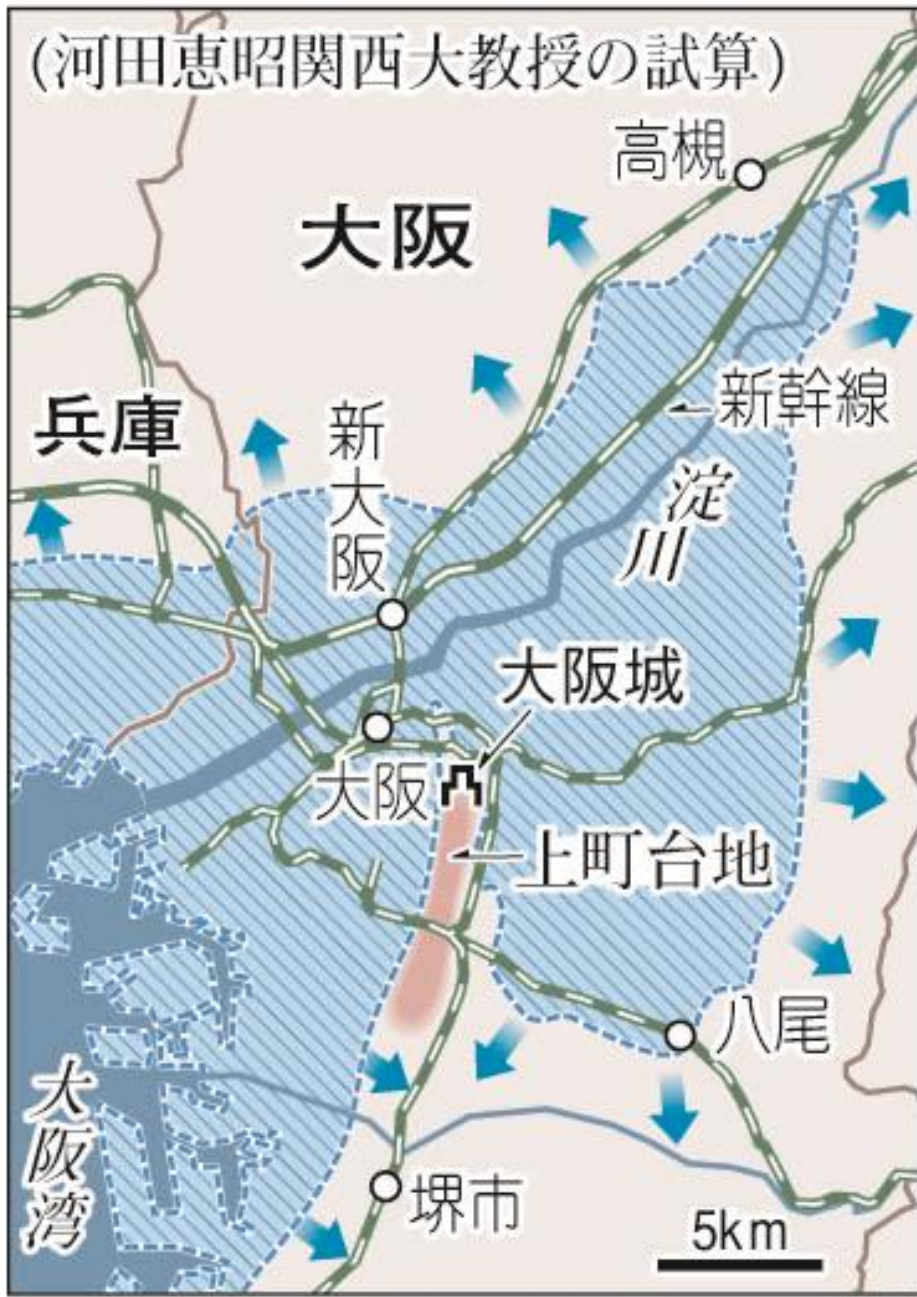 (河田恵昭関西大教授の試算)
高槻
大阪
新幹線
兵庫
新大阪
淀川
大阪城
大阪
上町台地
八尾
大阪湾
堺市
5km